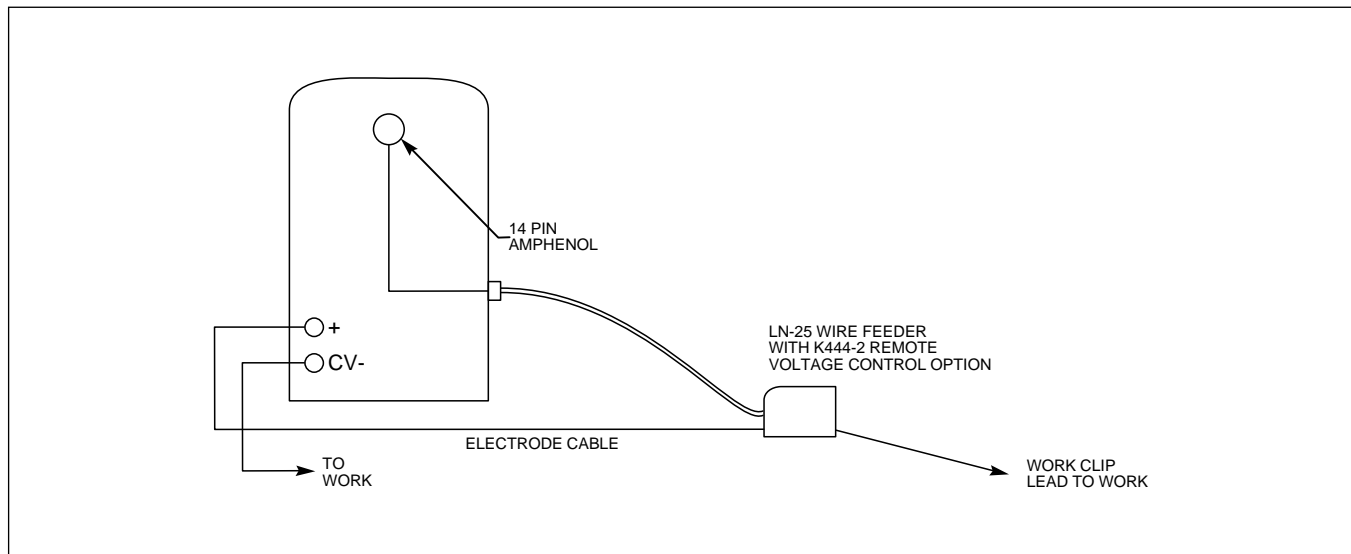 14 PIN
AMPHENOL
+
CV-
LN-25 WIRE FEEDER
WITH K444-2 REMOTE
VOLTAGE CONTROL OPTION
ELECTRODE CABLE
TO
WORK
WORK CLIP
LEAD TO WORK